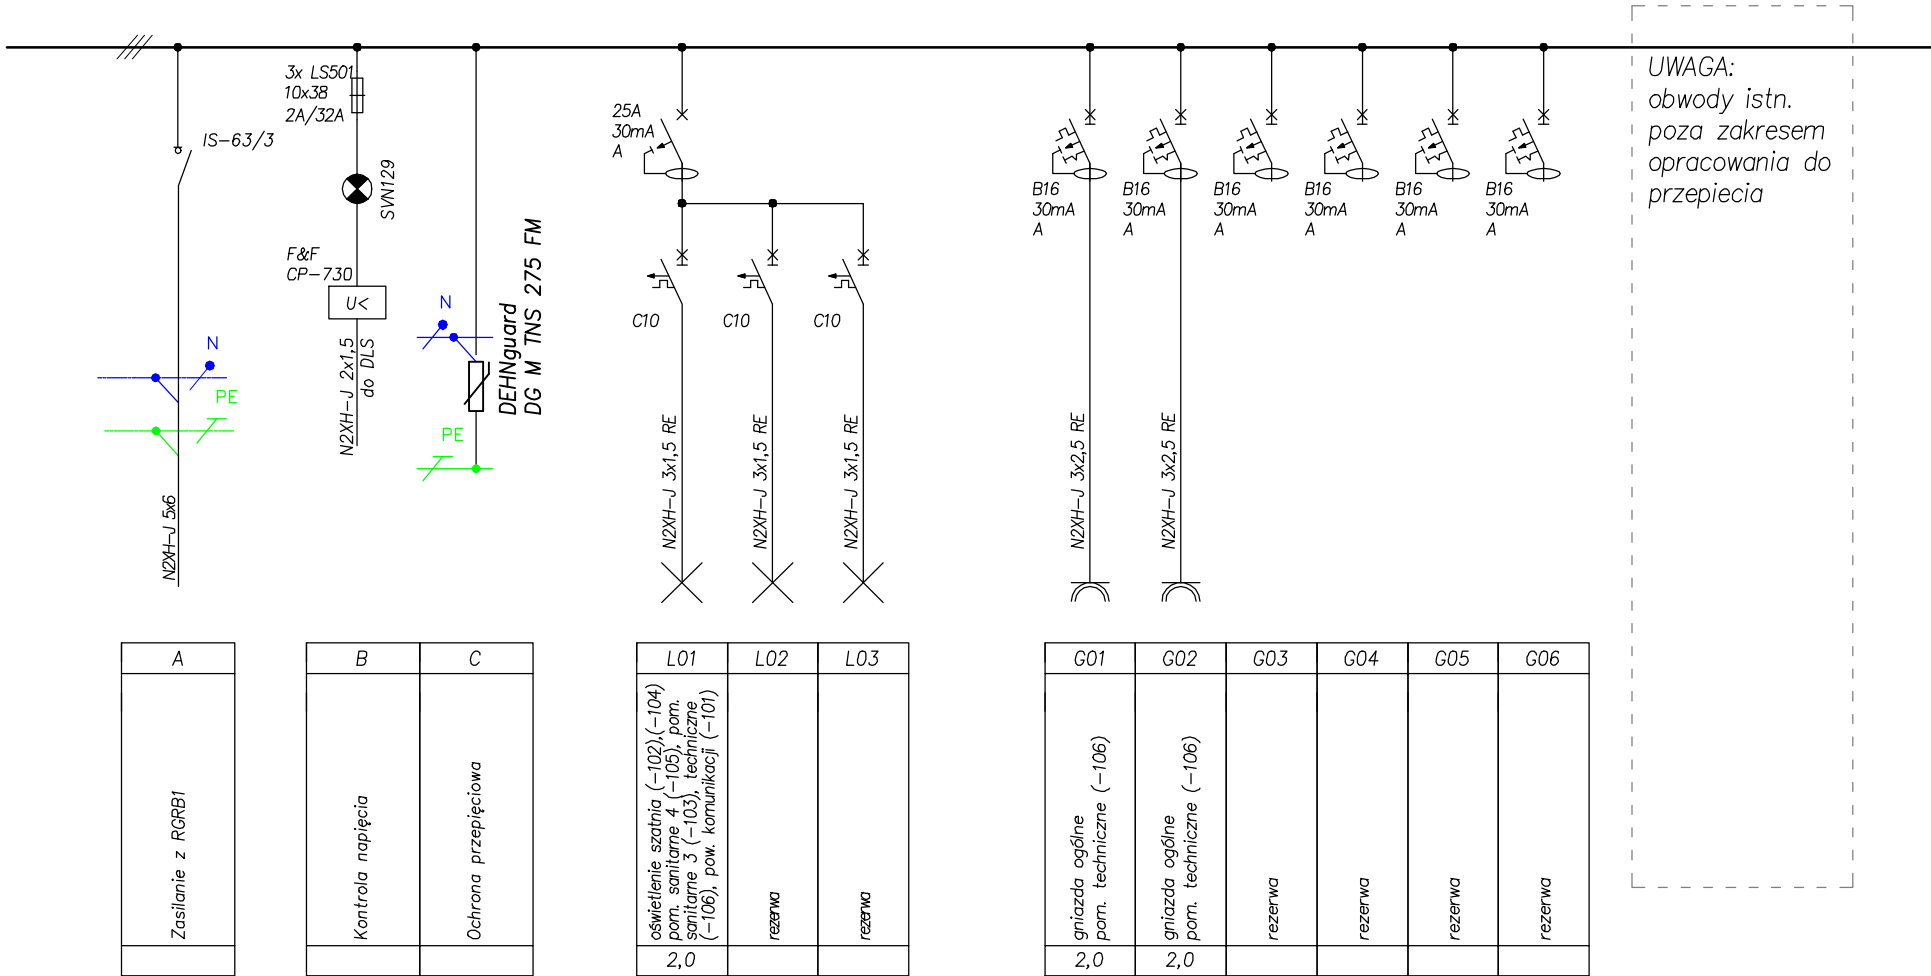 3x LS501
10x38
2A/32A
IS-63/3
SVN129
F&F
CP-730
U<
N2XH-J 2x1,5
do DLS
N
PE
N2XH-J 5x6
N
PE
DEHNguard
DG M TNS 275 FM
25A
30mA
A
C10
C10
C10
N2XH-J 3x1,5 RE
N2XH-J 3x1,5 RE
N2XH-J 3x1,5 RE
B16
30mA
A
B16
30mA
A
B16
30mA
A
B16
30mA
A
B16
30mA
A
B16
30mA
A
N2XH-J 3x2,5 RE
N2XH-J 3x2,5 RE
UWAGA:
obwody istn.
poza zakresem
opracowania do
przepiecia
A
Zasilanie z RGRB1
B
Kontrola napięcia
C
Ochrona przepięciowa
L01
oświetlenie szatnia (-102),(-104)
pom. sanitarne 4 (-105), pom.
sanitarne 3 (-103), techniczne
(-106), pow. komunikacji (-101)
2,0
L02
rezerwa
L03
rezerwa
G01
gniazda ogólne
pom. techniczne (-106)
2,0
G02
gniazda ogólne
pom. techniczne (-106)
2,0
G03
rezerwa
G04
rezerwa
G05
rezerwa
G06
rezerwa